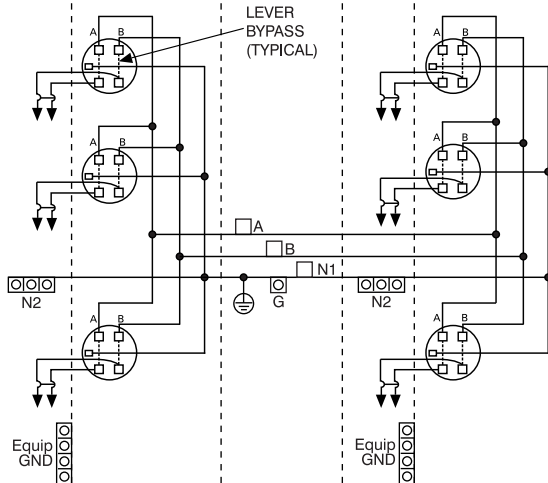 LEVER
BYPASS
(TYPICAL)
A B
A B
A B
A B
A
B
N1
N2
G
N2
A B
A B
Equip
GND
Equip
GND